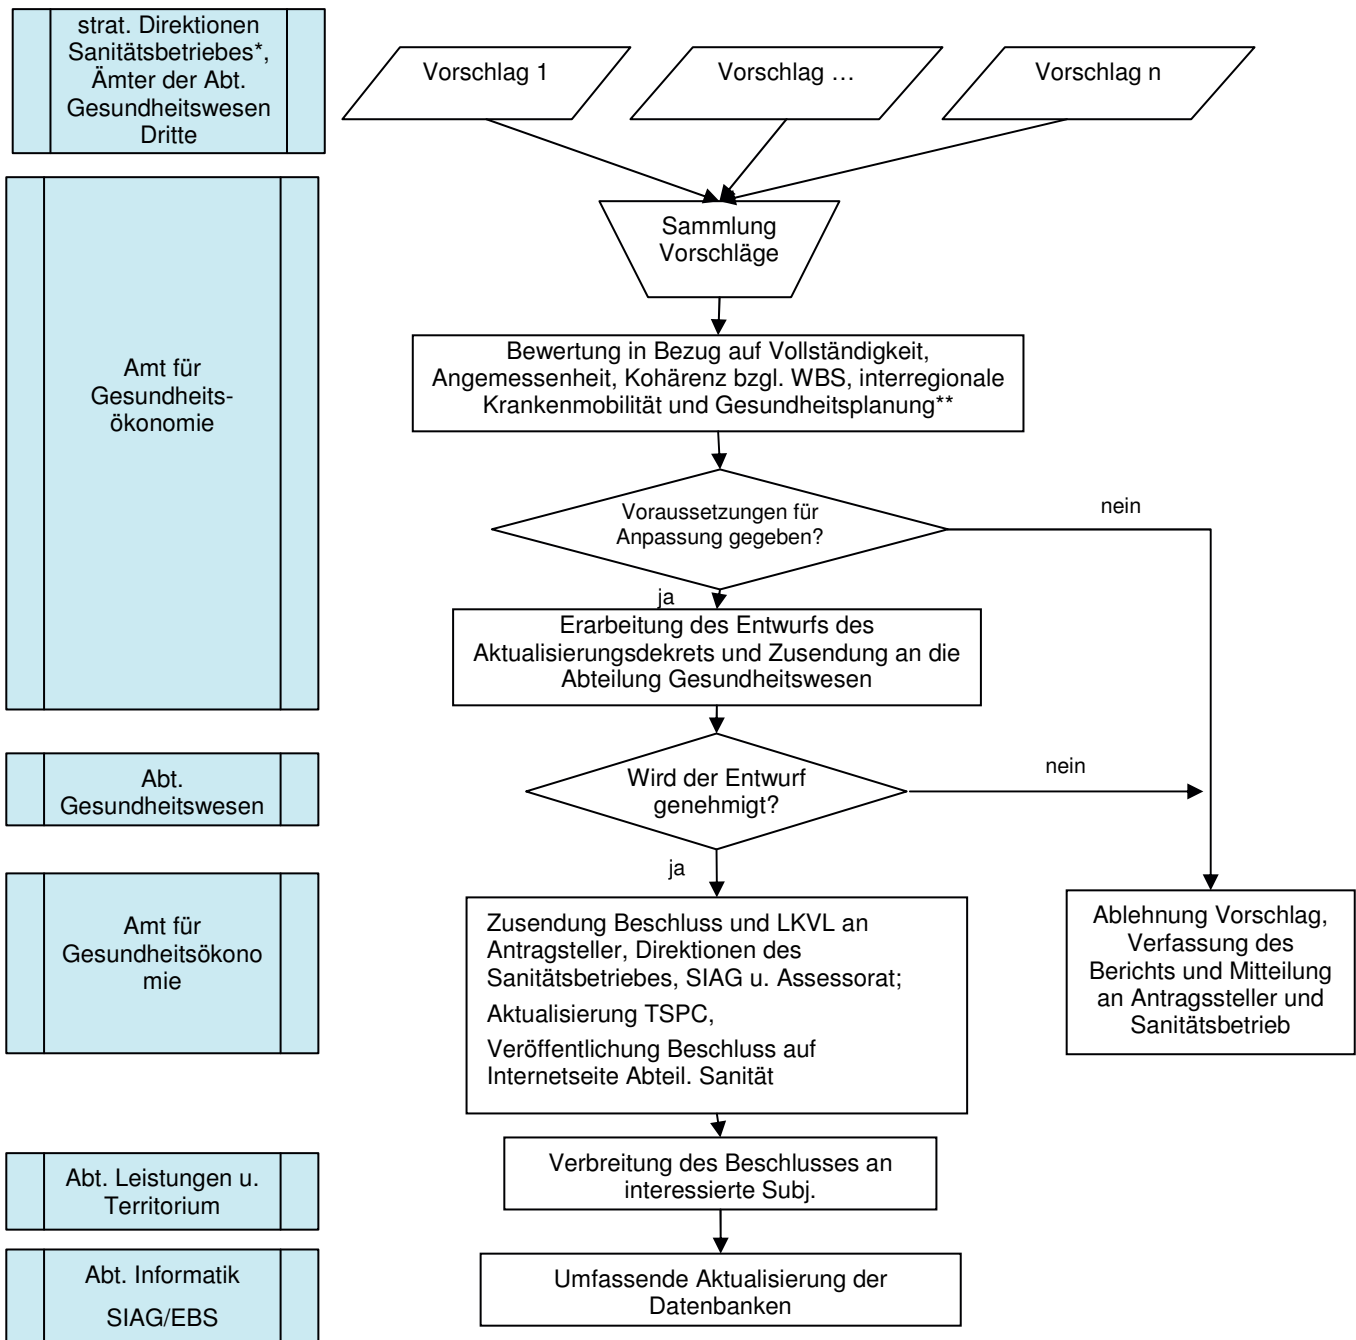 strat. Direktionen
Sanitätsbetriebes*,
Ämter der Abt.
Gesundheitswesen
Dritte
Vorschlag 1
Vorschlag …
Vorschlag n
Sammlung
Vorschläge
Amt für
Gesundheits-
ökonomie
Bewertung in Bezug auf Vollständigkeit,
Angemessenheit, Kohärenz bzgl. WBS, interregionale
Krankenmobilität und Gesundheitsplanung**
Voraussetzungen für
Anpassung gegeben?
nein
ja
Erarbeitung des Entwurfs des
Aktualisierungsdekrets und Zusendung an die
Abteilung Gesundheitswesen
Abt.
Gesundheitswesen
Wird der Entwurf
genehmigt?
nein
ja
Amt für
Gesundheitsökono
mie
Zusendung Beschluss und LKVL an
Antragsteller, Direktionen des
Sanitätsbetriebes, SIAG u. Assessorat;
Aktualisierung TSPC,
Veröffentlichung Beschluss auf
Internetseite Abteil. Sanität
Ablehnung Vorschlag,
Verfassung des
Berichts und Mitteilung
an Antragssteller und
Sanitätsbetrieb
Abt. Leistungen u.
Territorium
Verbreitung des Beschlusses an
interessierte Subj.
Abt. Informatik
SIAG/EBS
Umfassende Aktualisierung der
Datenbanken